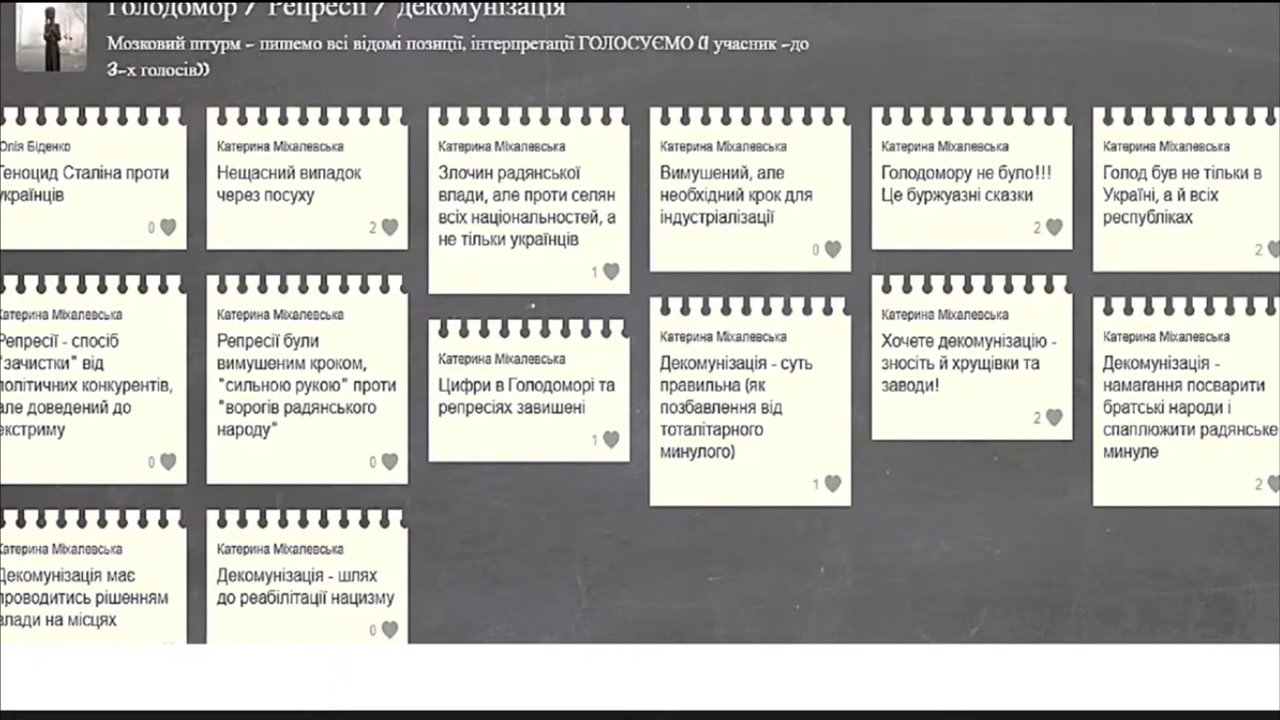 Голодомор / Репресії / декомунізація
Мозковий штурм – пишемо всі відомі позиції, інтерпретації ГОЛОСУЄМО (1 учасник –до
3-х голосів))
Юлія Біденко
Геноцид Сталіна проти
українців
0
Катерина Міхалевська
Нещасний випадок
через посуху
2
Катерина Міхалевська
Злочин радянської
влади, але проти селян
всіх національностей, а
не тільки українців
1
Катерина Міхалевська
Вимушений, але
необхідний крок для
індустріалізації
0
Катерина Міхалевська
Голодомору не було!!!
Це буржуазні сказки
2
Катерина Міхалевська
Голод був не тільки в
Україні, а й всіх
республіках
2
Катерина Міхалевська
Репресії - спосіб
"зачистки" від
політичних конкурентів,
але доведений до
екстриму
0
Катерина Міхалевська
Репресії були
вимушеним кроком,
"сильною рукою" проти
"ворогів радянського
народу"
0
Катерина Міхалевська
Цифри в Голодоморі та
репресіях завишені
1
Катерина Міхалевська
Декомунізація - суть
правильна (як
позбавлення від
тоталітарного
минулого)
1
Катерина Міхалевська
Хочете декомунізацію -
зносіть й хрущівки та
заводи!
2
Катерина Міхалевська
Декомунізація -
намагання посварити
братські народи і
спаплюжити радянське
минуле
2
Катерина Міхалевська
Декомунізація має
проводитись рішенням
влади на місцях
Катерина Міхалевська
Декомунізація - шлях
до реабілітації нацизму
0